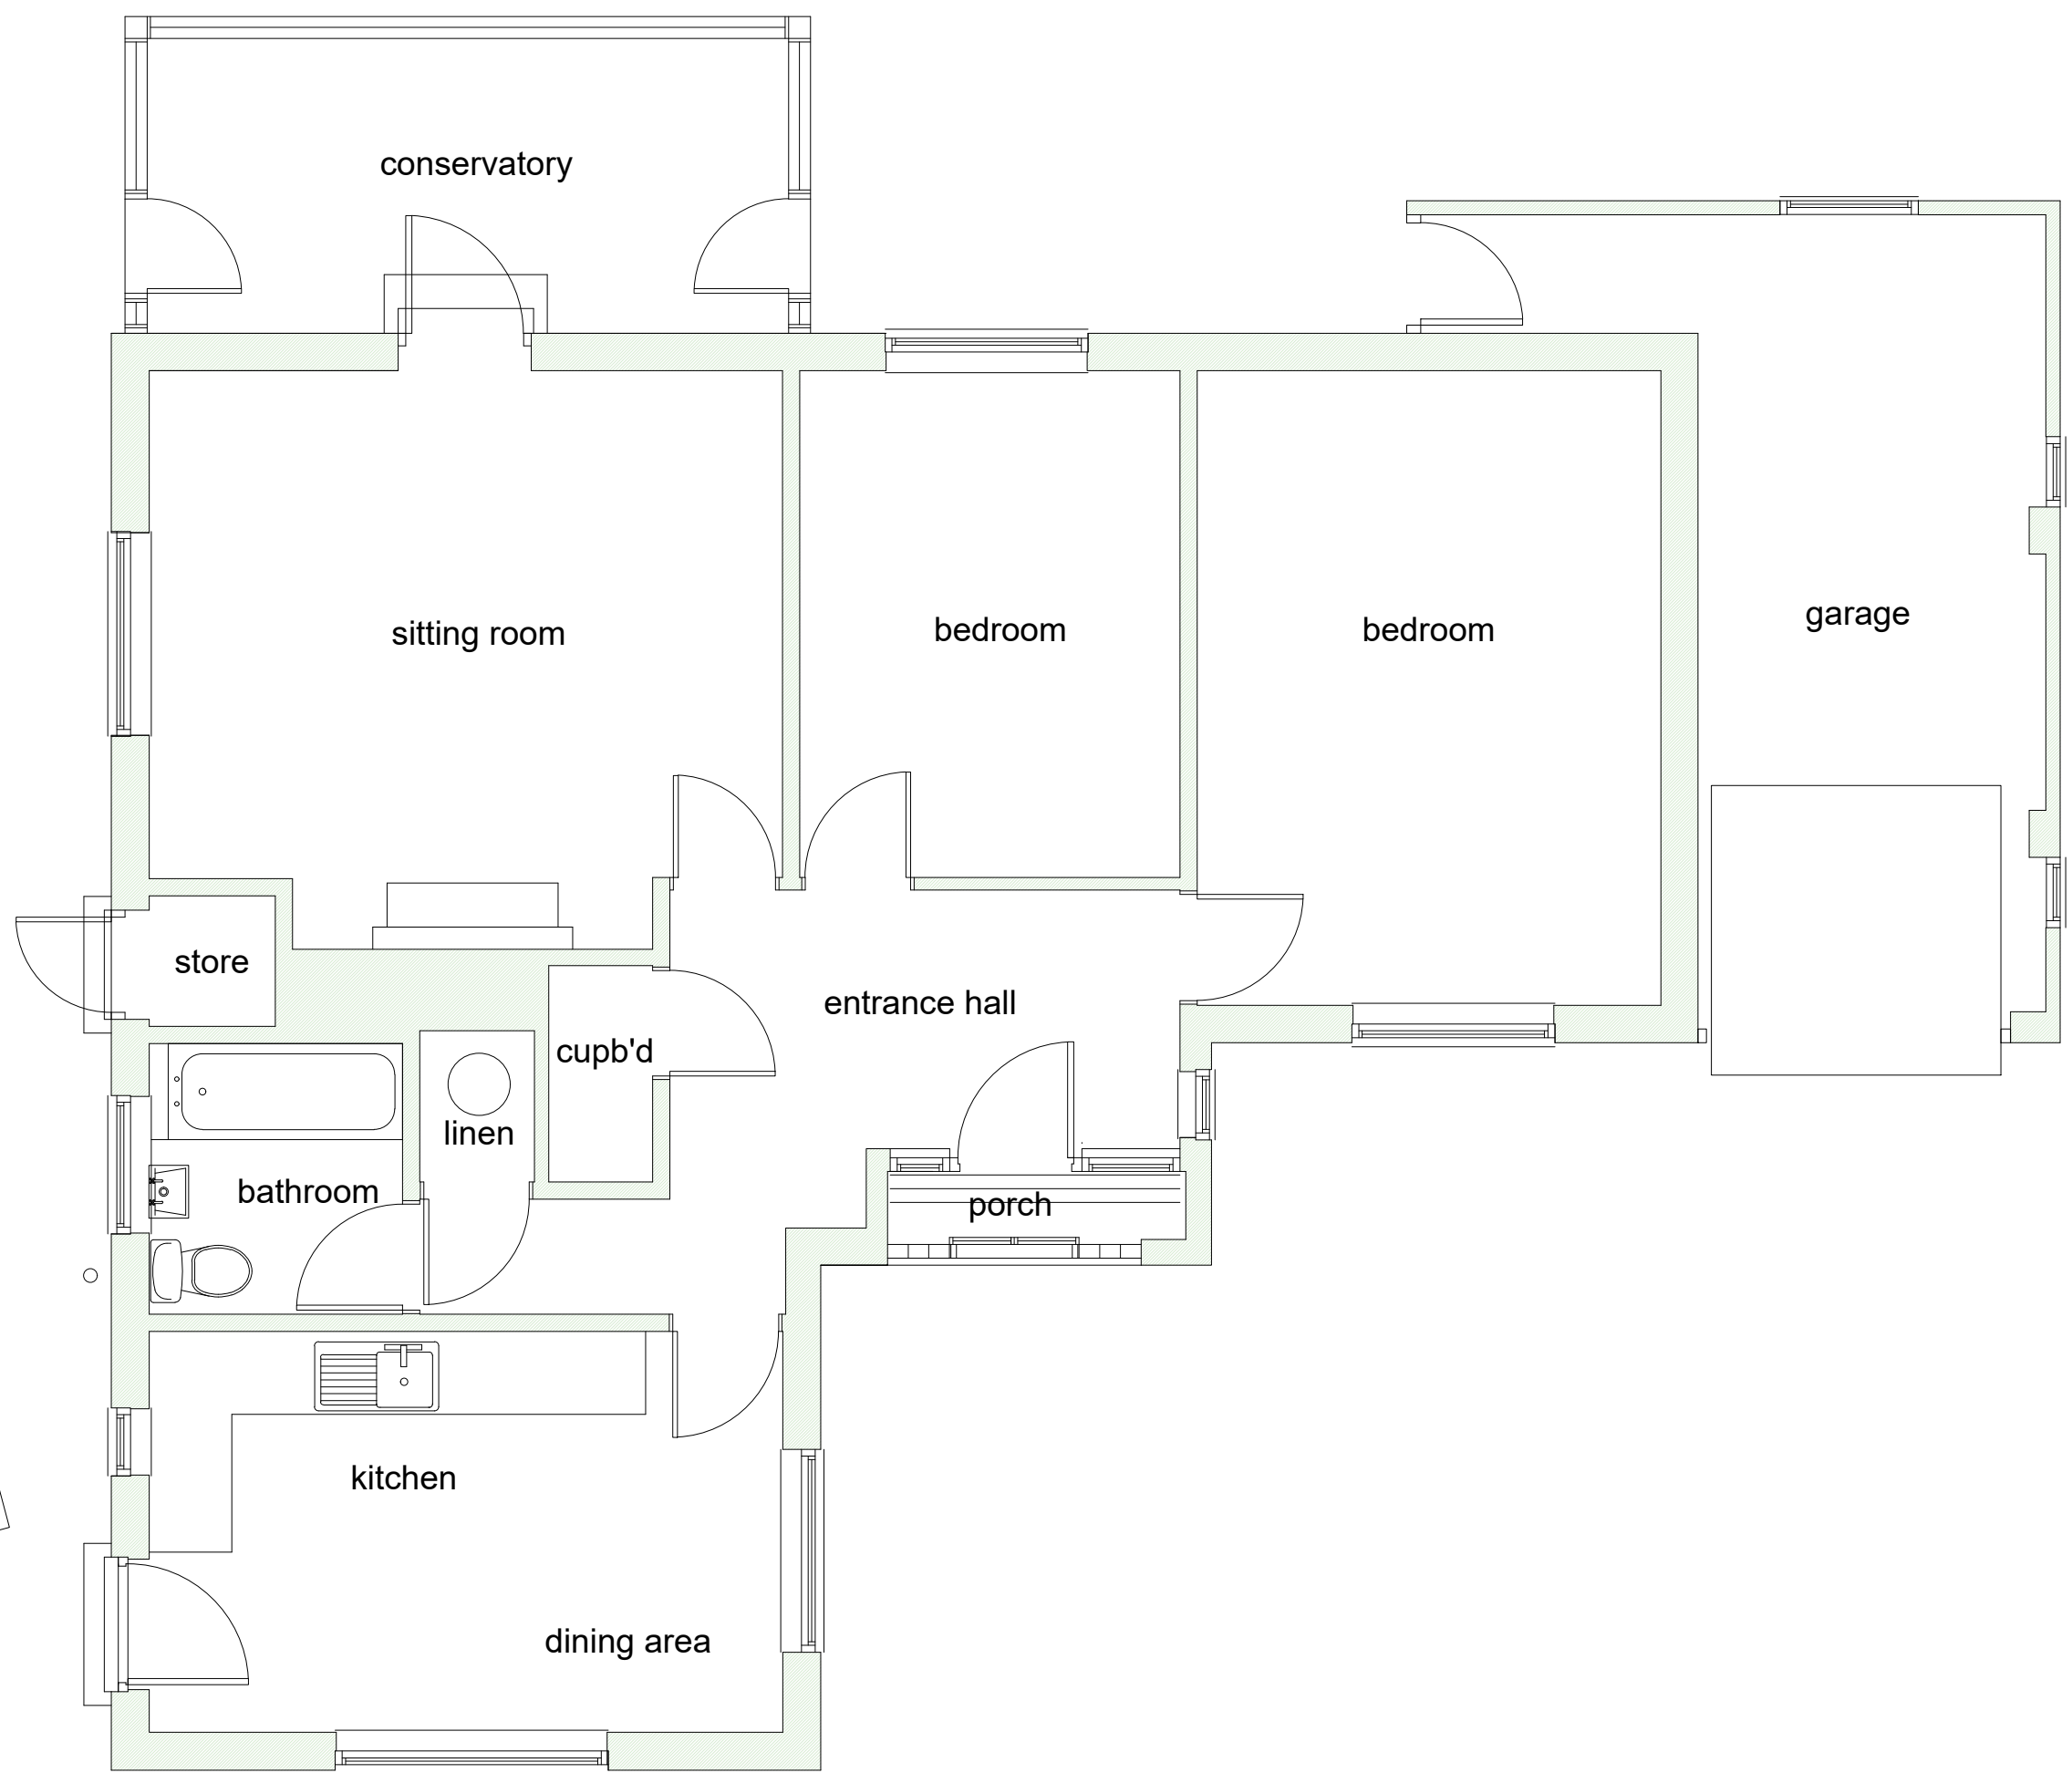 conservatory
sitting room
bedroom
bedroom
garage
store
entrance hall
cupb'd
linen
bathroom
porch
kitchen
dining area